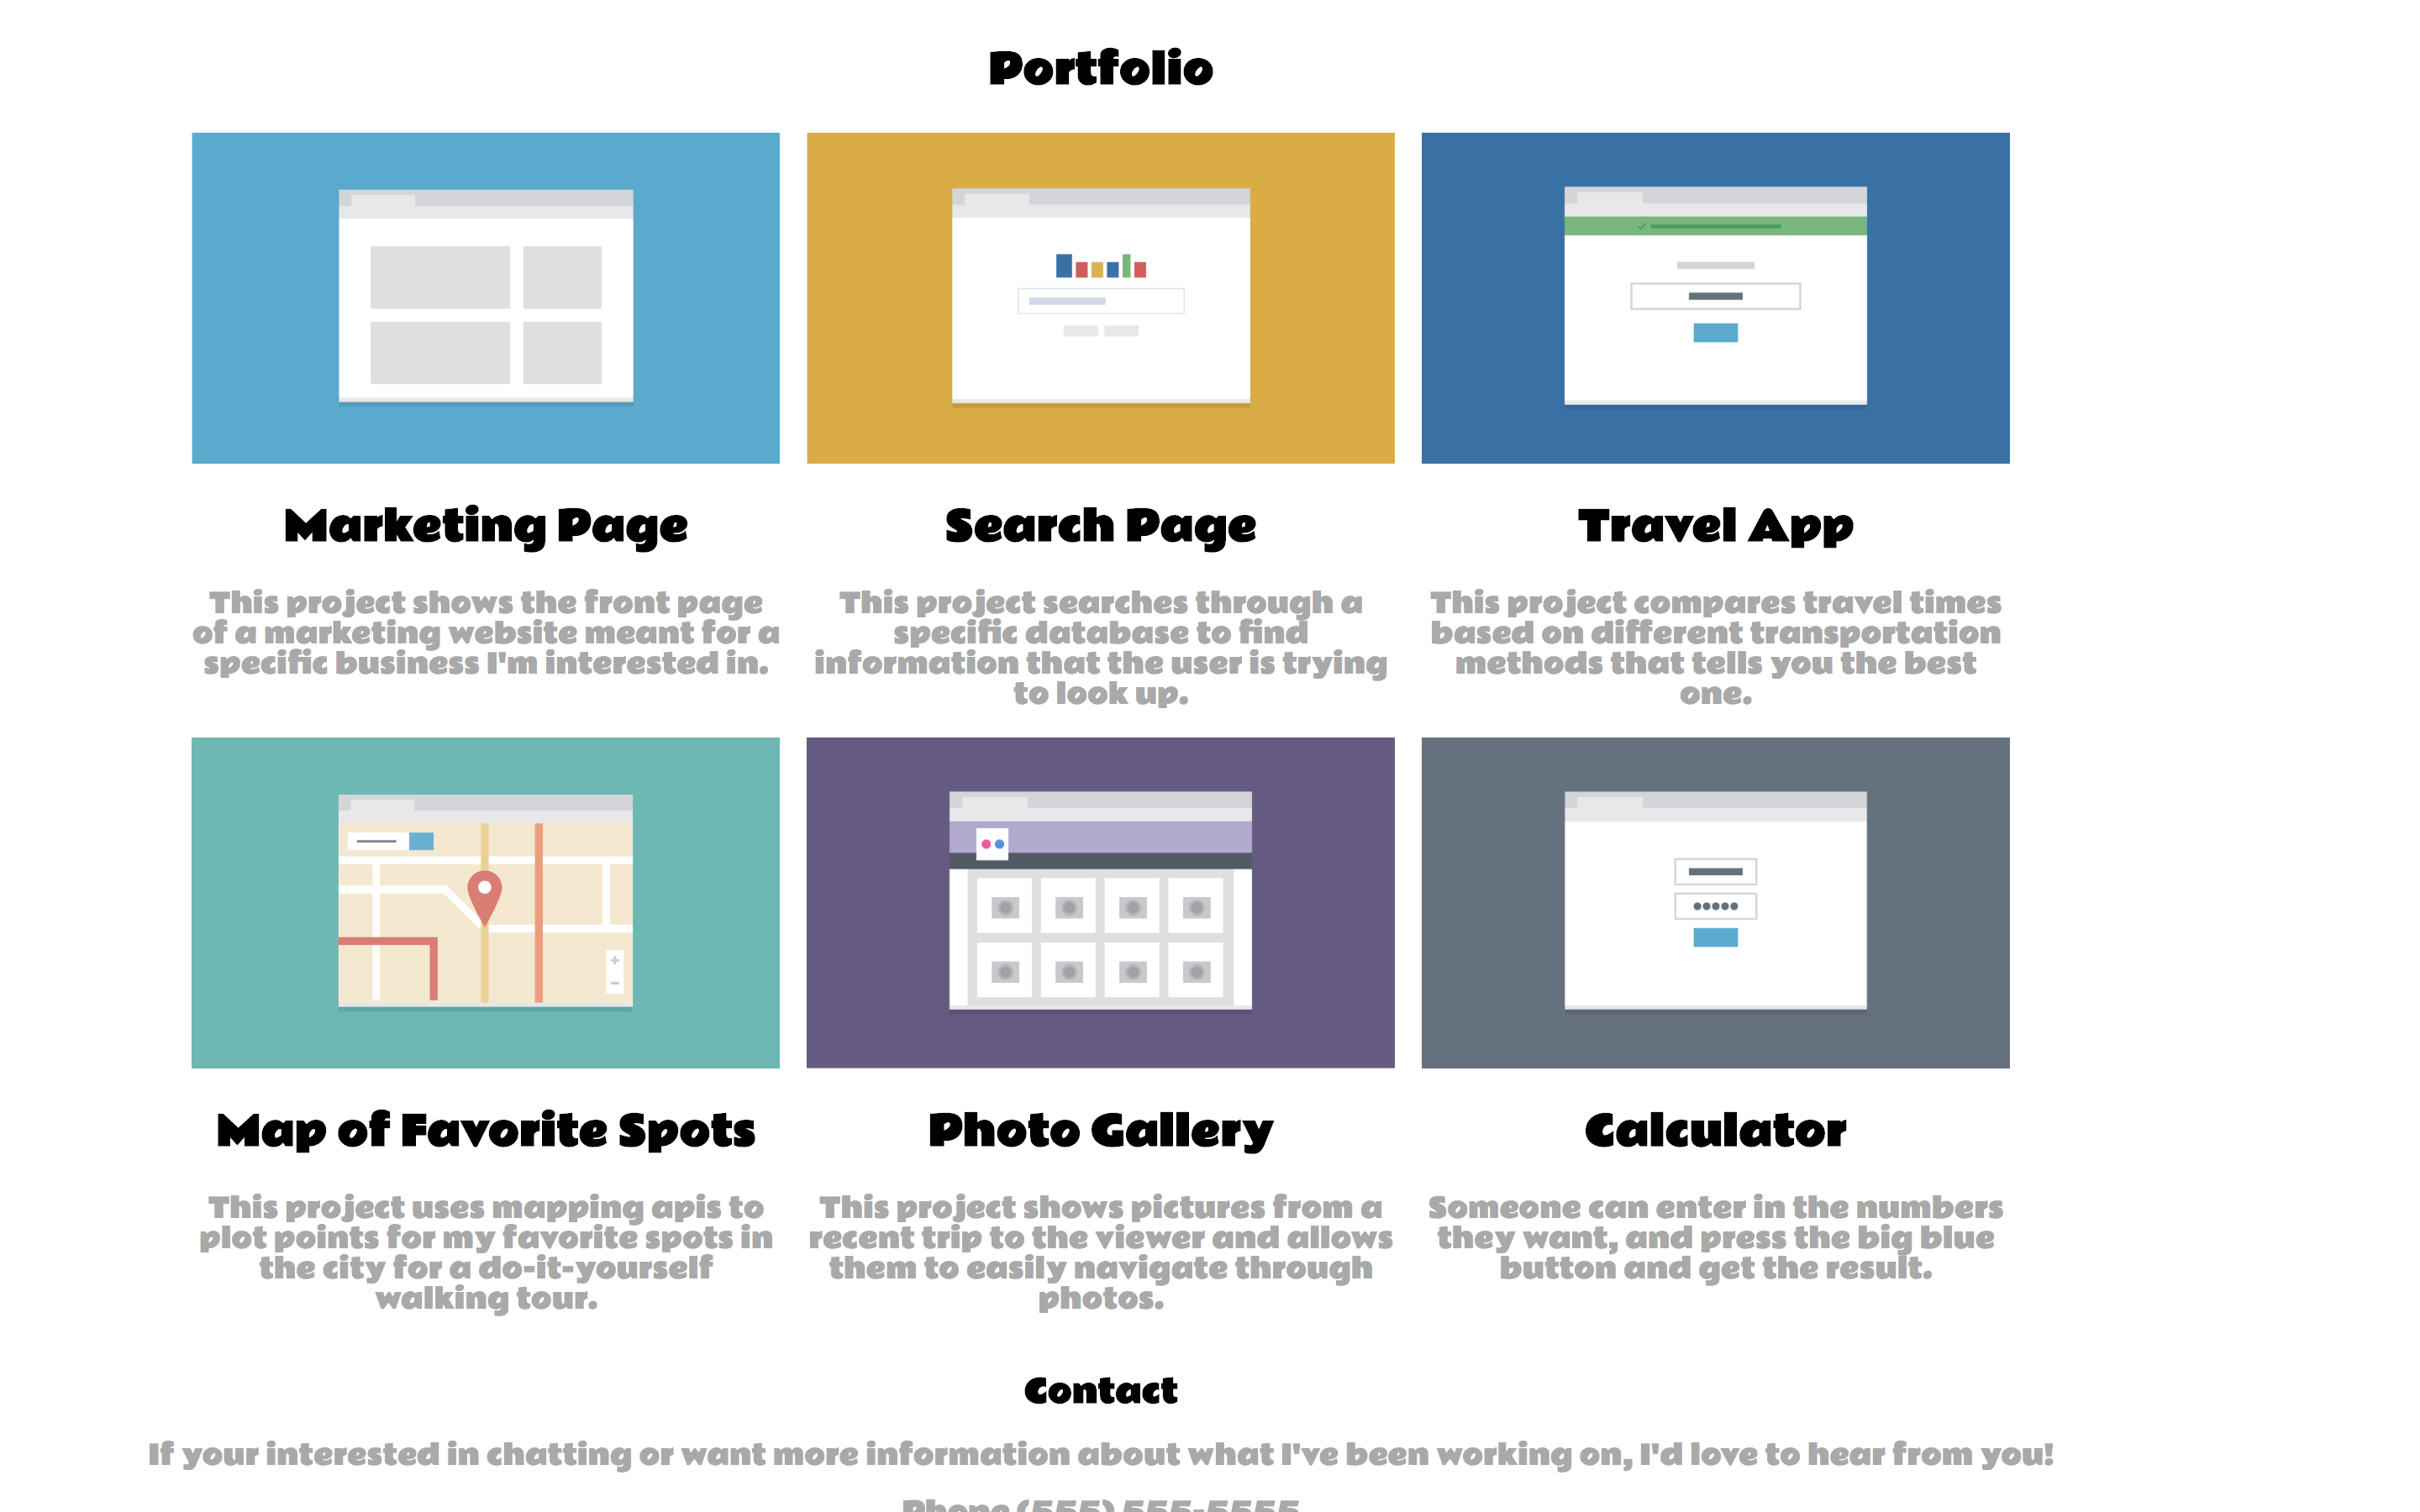 Portfolio
Marketing Page
This project shows the front page
of a marketing website meant for a
specific business I'm interested in.
Search Page
This project searches through a
specific database to find
information that the user is trying
to look up.
Travel App
This project compares travel times
based on different transportation
methods that tells you the best
one.
Map of Favorite Spots
This project uses mapping apis to
plot points for my favorite spots in
the city for a do-it-yourself
walking tour.
Photo Gallery
This project shows pictures from a
recent trip to the viewer and allows
them to easily navigate through
photos.
Calculator
Someone can enter in the numbers
they want, and press the big blue
button and get the result.
Contact
If your interested in chatting or want more information about what I've been working on, I'd love to hear from you!
Phone (555) 555-5555